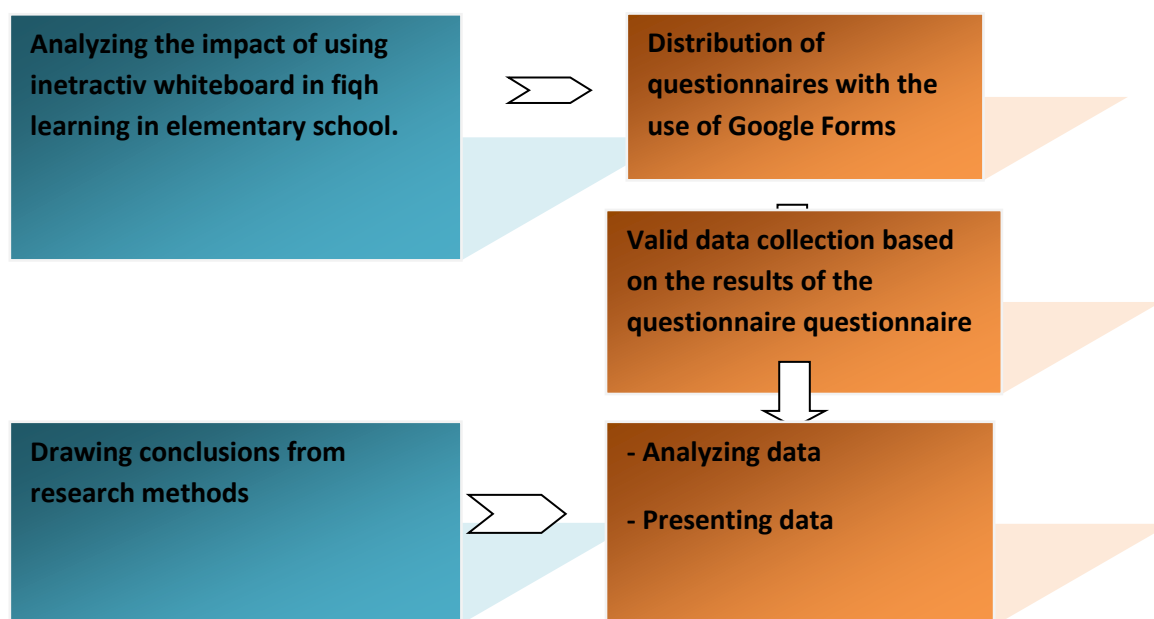 Analyzing the impact of using
inetractiv whiteboard in fiqh
learning in elementary school.
Distribution of
questionnaires with the
use of Google Forms
Valid data collection based
on the results of the
questionnaire questionnaire
Drawing conclusions from
research methods
- Analyzing data
- Presenting data